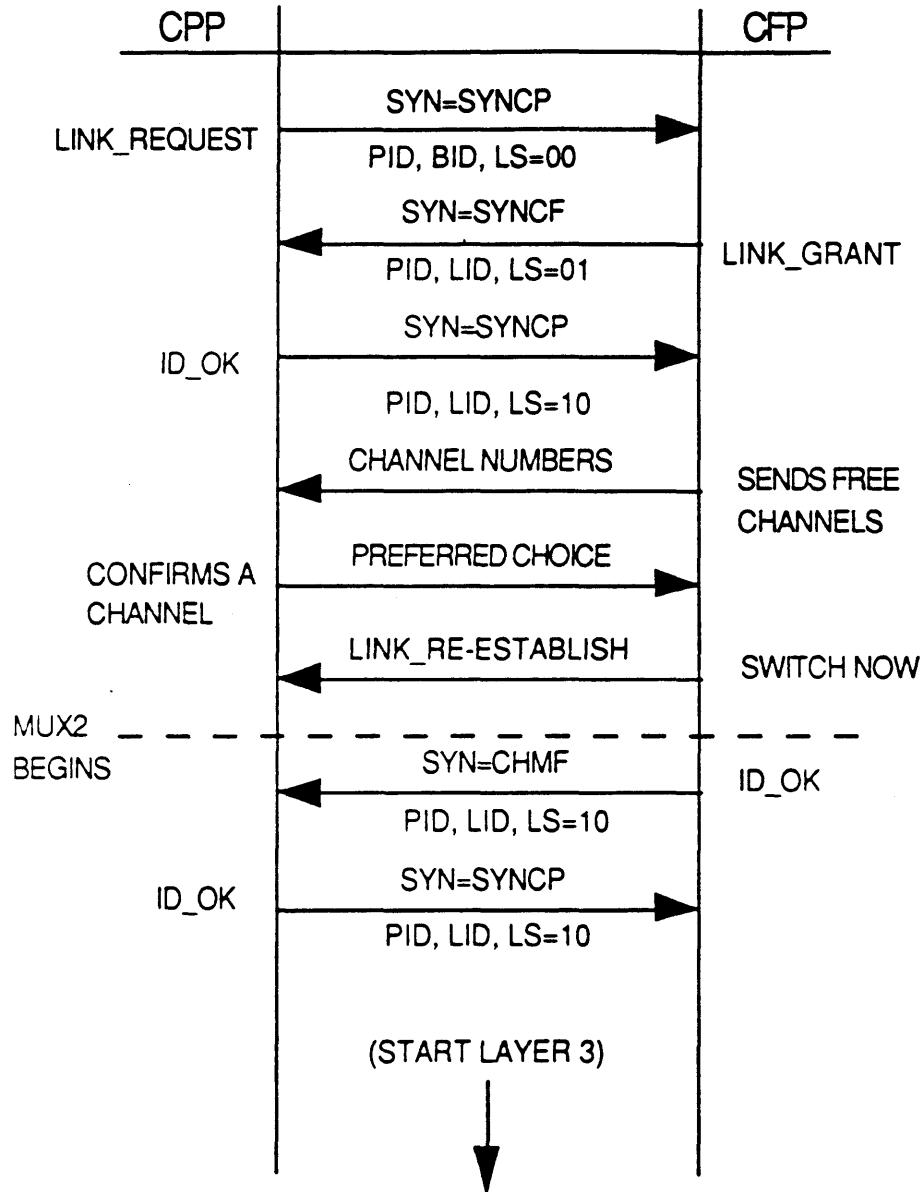 CPP
CFP
SYN=SYNCP
LINK_REQUEST
PID, BID, LS=00
SYN=SYNCF
LINK_GRANT
PID, LID, LS=01
SYN=SYNCP
ID_OK
PID, LID, LS=10
CHANNEL NUMBERS
SENDS FREE
CHANNELS
PREFERRED CHOICE
CONFIRMS A
CHANNEL
LINK_RE-ESTABLISH
SWITCH NOW
MUX2
BEGINS
SYN=CHMF
ID_OK
PID, LID, LS=10
SYN=SYNCP
ID_OK
PID, LID, LS=10
(START LAYER 3)